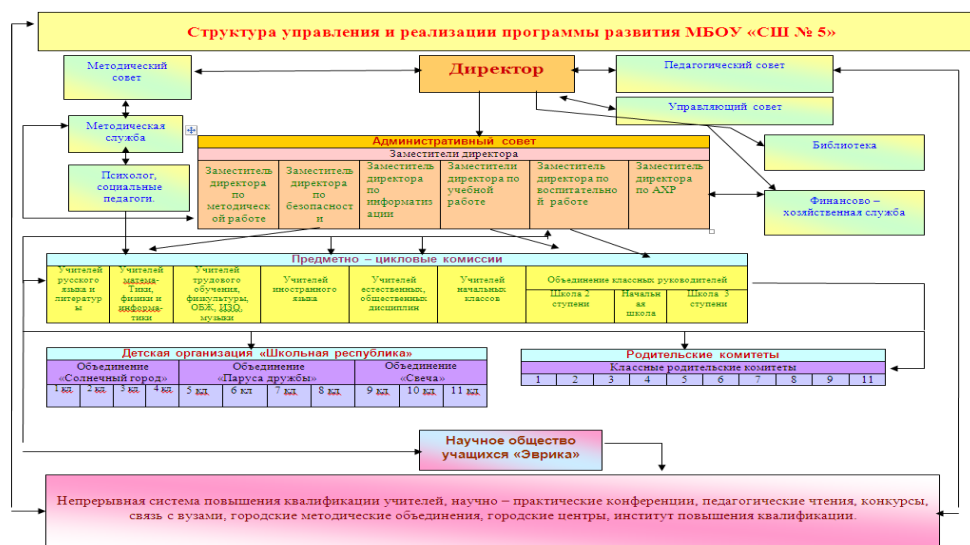 Структура управления и реализации программы развития МБОУ «СШ № 5»
Методический
совет
Директор
Педагогический совет
Управляющий совет
Методическая
служба
Библиотека
Психолог,
социальные
педагоги.
Финансово –
хозяйственная служба
Административный совет
Заместители директора
Заместитель
директора
по
методическ
ой работе
Заместитель
директора
по
безопасност
и
Заместитель
директора
по
информатиз
ации
Заместители
директора по
учебной
работе
Заместитель
директора по
воспитательно
й работе
Заместитель
директора
по АХР
Предметно – цикловые комиссии
Учителей
русского
языка и
литератур
ы
Учителей
матема-
Тики,
физики и
информа-
тики
Учителей
трудового
обучения,
физкультуры,
ОБЖ, ИЗО,
музыки
Учителей
иностранного
языка
Учителей
естественных,
общественных
дисциплин
Учителей
начальных
классов
Объединение классных руководителей
Школа 2
ступени
Началь
ная
школа
Школа 3
ступени
Детская организация «Школьная республика»
Объединение
«Солнечный город»
Объединение
«Паруса дружбы»
Объединение
«Свеча»
1 кл 2 кл. 3 кл 4 кл. 5 кл 6 кл 7 кл 8 кл 9 кл 10 кл 11 кл
Родительские комитеты
Классные родительские комитеты
1 2 3 4 5 6 7 8 9 11
Научное общество
учащихся «Эврика»
Непрерывная система повышения квалификации учителей, научно – практические конференции, педагогические чтения, конкурсы,
связь с вузами, городские методические объединения, городские центры, институт повышения квалификации.